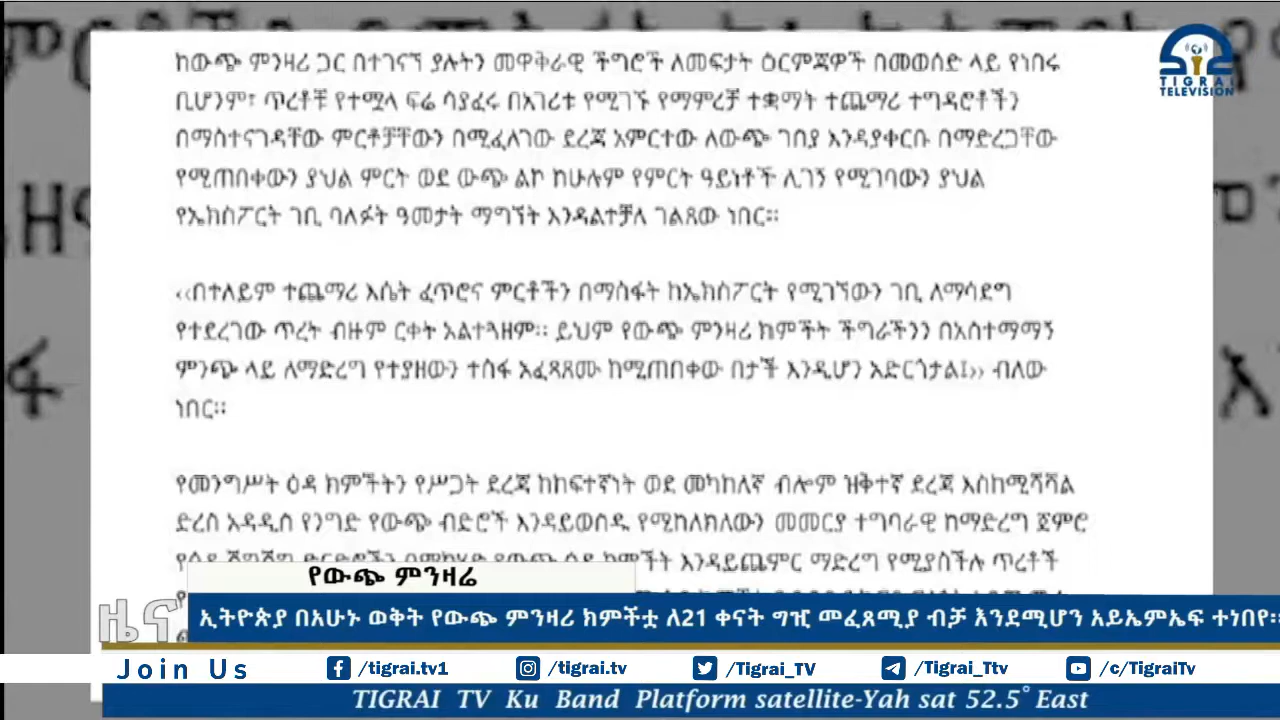 ከውጭ ምንዛሪ ጋር በተገናኘ ያሉትን መዋቅራዊ ችግሮች ለመፍታት ዕርምጃዎች በመወሰድ ላይ የነበሩ
ቢሆንም፣ ጥረቶቹ የተሟላ ፍሬ ሳያፈሩ በአገሪቱ የሚገኙ የማምረቻ ተቋማት ተጨማሪ ተግዳሮቶችን
በማስተናገዳቸው ምርቶቻቸውን በሚፈለገው ደረጃ አምርተው ለውጭ ገበያ እንዳያቀርቡ በማድረጋቸው
የሚጠበቀውን ያህል ምርት ወደ ውጭ ልኮ ከሁሉም የምርት ዓይነቶች ሊገኝ የሚገባውን ያህል
የኤክስፖርት ገቢ ባለፉት ዓመታት ማግኘት እንዳልተቻለ ገልጸው ነበር፡፡
‹‹በተለይም ተጨማሪ እሴት ፈጥሮና ምርቶችን በማስፋት ከኤክስፖርት የሚገኘውን ገቢ ለማሳደግ
የተደረገው ጥረት ብዙም ርቀት አልተጓዘም፡፡ ይህም የውጭ ምንዛሪ ክምችት ችግራችንን በአስተማማኝ
ምንጭ ላይ ለማድረግ የተያዘውን ተስፋ አፈጻጸሙ ከሚጠበቀው በታች እንዲሆን አድርጎታል፤›› ብለው
ነበር፡፡
የመንግሥት ዕዳ ክምችትን የሥጋት ደረጃ ከከፍተኛነት ወደ መካከለኛ ብሎም ዝቅተኛ ደረጃ እስከሚሻሻል
ድረስ አዳዲስ የንግድ የውጭ ብድሮች እንዳይወሰዱ የሚከለክለውን መመርያ ተግባራዊ ከማድረግ ጀምሮ
እንዳይጨምር ማድረግ የሚያስችሉ ጥረቶች
የውጭ ምንዛሬ
ዜና
ኢትዮጵያ በአሁኑ ወቅት የውጭ ምንዛሪ ክምችቷ ለ21 ቀናት ግዢ መፈጸሚያ ብቻ እንደሚሆን አይኤምኤፍ ተነበየ፡፡
TIGRAI
TELEVISION
Join Us /tigrai.tv1 /tigrai.tv /Tigrai_TV /Tigrai_Ttv /c/TigraiTv
TIGRAI TV Ku Band Platform satellite-Yah sat 52.5° East